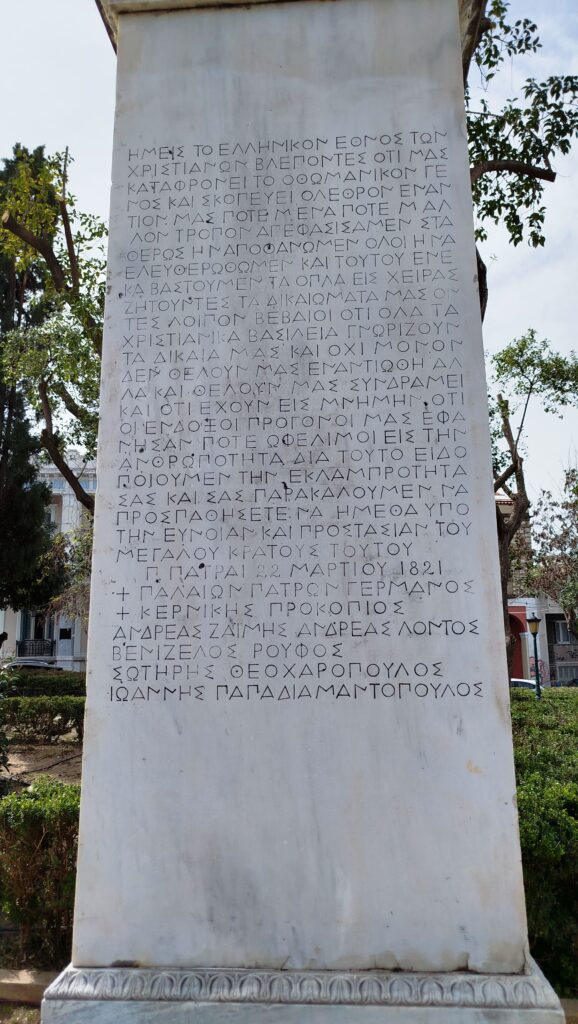 ΗΜΕΙΣ ΤΟ ΕΛΛΗΝΙΚΟΝ ΕΘΝΟΣ ΤΩΝ
ΧΡΙΣΤΙΑΝΩΝ ΒΛΕΠΟΝΤΕΣ ΟΤΙ ΜΑΣ
ΚΑΤΑΦΡΟΝΕΙ ΤΟ ΟΘΩΜΑΝΙΚΟΝ ΓΕ
ΝΟΣ ΚΑΙ ΣΚΟΠΕΥΕΙ ΟΛΕΘΡΟΝ ΕΝΑΝ
ΤΙΟΝ ΜΑΣ ΠΟΤΕ Μ ΕΝΑ ΠΟΤΕ Μ ΑΛ
ΛΟΝ ΤΡΟΠΟΝ ΑΠΕΦΑΣΙΣΑΜΕΝ ΣΤΑ
ΘΕΡΩΣ Η ΝΑΠΟΘΑΝΩΜΕΝ ΟΛΟΙ Η ΝΑ
ΕΛΕΥΘΕΡΩΘΩΜΕΝ ΚΑΙ ΤΟΥΤΟΥ ΕΝΕ
ΚΑ ΒΑΣΤΟΥΜΕΝ ΤΑ ΟΠΛΑ ΕΙΣ ΧΕΙΡΑΣ
ΖΗΤΟΥΝΤΕΣ ΤΑ ΔΙΚΑΙΩΜΑΤΑ ΜΑΣ ΟΝ
ΤΕΣ ΛΟΙΠΟΝ ΒΕΒΑΙΟΙ ΟΤΙ ΟΛΑ ΤΑ
ΧΡΙΣΤΙΑΝΙΚΑ ΒΑΣΙΛΕΙΑ ΓΝΩΡΙΖΟΥΝ
ΤΑ ΔΙΚΑΙΑ ΜΑΣ ΚΑΙ ΟΧΙ ΜΟΝΟΝ
ΔΕΝ ΘΕΛΟΥΝ ΜΑΣ ΕΝΑΝΤΙΩΘΗ ΑΛ
ΛΑ ΚΑΙ ΘΕΛΟΥΝ ΜΑΣ ΣΥΝΔΡΑΜΕΙ
ΚΑΙ ΟΤΙ ΕΧΟΥΝ ΕΙΣ ΜΝΗΜΗΝ ΟΤΙ
ΟΙ ΕΝΔΟΞΟΙ ΠΡΟΓΟΝΟΙ ΜΑΣ ΕΦΑ
ΝΗΣΑΝ ΠΟΤΕ ΩΦΕΛΙΜΟΙ ΕΙΣ ΤΗΝ
ΑΝΘΡΩΠΟΤΗΤΑ ΔΙΑ ΤΟΥΤΟ ΕΙΔΟ
ΠΟΙΟΥΜΕΝ ΤΗΝ ΕΚΛΑΜΠΡΟΤΗΤΑ
ΣΑΣ ΚΑΙ ΣΑΣ ΠΑΡΑΚΑΛΟΥΜΕΝ ΝΑ
ΠΡΟΣΠΑΘΗΣΕΤΕ ΝΑ ΗΜΕΘΑ ΥΠΟ
ΤΗΝ ΕΥΝΟΙΑΝ ΚΑΙ ΠΡΟΣΤΑΣΙΑΝ ΤΟΥ
ΜΕΓΑΛΟΥ ΚΡΑΤΟΥΣ ΤΟΥΤΟΥ
Π. ΠΑΤΡΑΙ 22 ΜΑΡΤΙΟΥ 1821
+ ΠΑΛΑΙΩΝ ΠΑΤΡΩΝ ΓΕΡΜΑΝΟΣ
+ ΚΕΡΝΙΚΗΣ ΠΡΟΚΟΠΙΟΣ
ΑΝΔΡΕΑΣ ΖΑΪΜΗΣ ΑΝΔΡΕΑΣ ΛΟΝΤΟΣ
ΒΕΝΙΖΕΛΟΣ ΡΟΥΦΟΣ
ΣΩΤΗΡΗΣ ΘΕΟΧΑΡΟΠΟΥΛΟΣ
ΙΩΑΝΝΗΣ ΠΑΠΑΔΙΑΜΑΝΤΟΠΟΥΛΟΣ